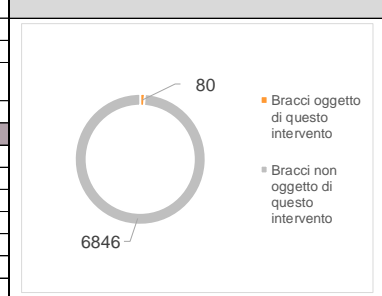 80
Bracci oggetto
di questo
intervento
Bracci non
oggetto di
questo
intervento
6846